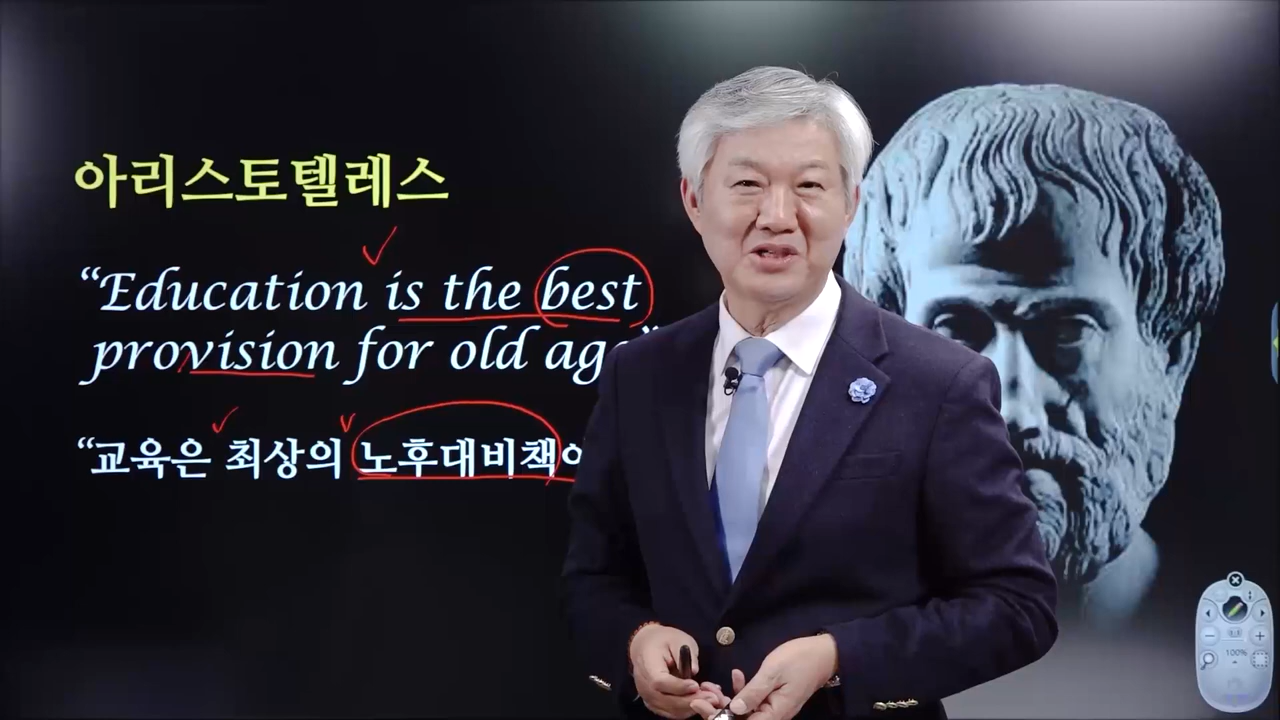 아리스토텔레스
“Education is the best
provision for old age”
“교육은 최상의 노후대비책
100%